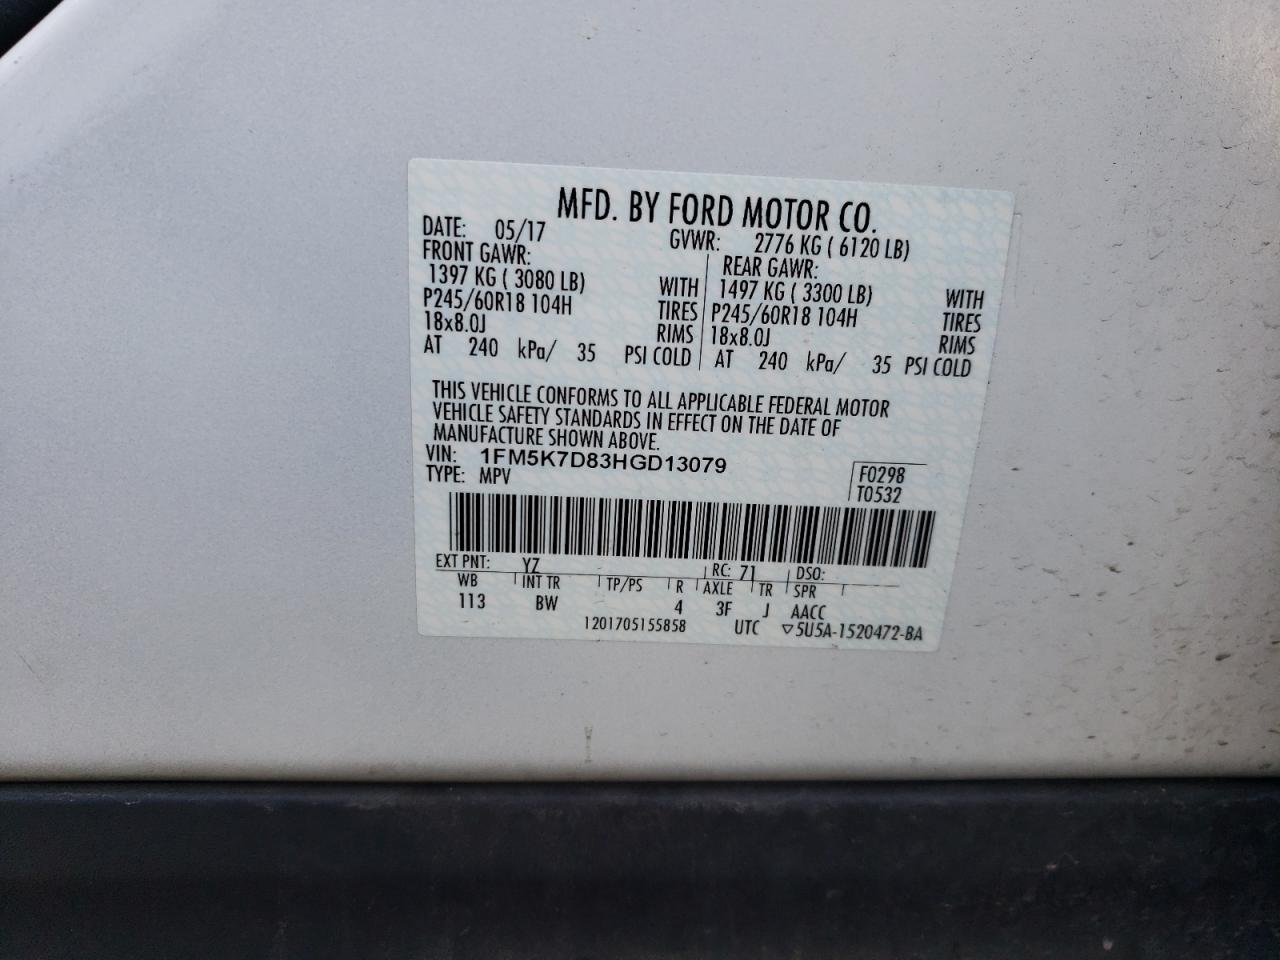 MFD. BY FORD MOTOR CO.
DATE: 05/17 GVWR: 2776 KG ( 6120 LB)
FRONT GAWR: REAR GAWR:
1397 KG ( 3080 LB) WITH 1497 KG ( 3300 LB) WITH
P245/60R18 104H TIRES P245/60R18 104H TIRES
18x8.0J RIMS 18x8.0J RIMS
AT 240 kPa/ 35 PSI COLD AT 240 kPa/ 35 PSI COLD
THIS VEHICLE CONFORMS TO ALL APPLICABLE FEDERAL MOTOR
VEHICLE SAFETY STANDARDS IN EFFECT ON THE DATE OF
MANUFACTURE SHOWN ABOVE.
VIN: 1FM5K7D83HGD13079 F0298
TYPE: MPV T0532
EXT PNT: YZ RC: 71 DSO:
WB INT TR TP/PS R AXLE TR SPR
113 BW 4 3F J AACC
1201705155858 UTC ▽5U5A-1520472-BA